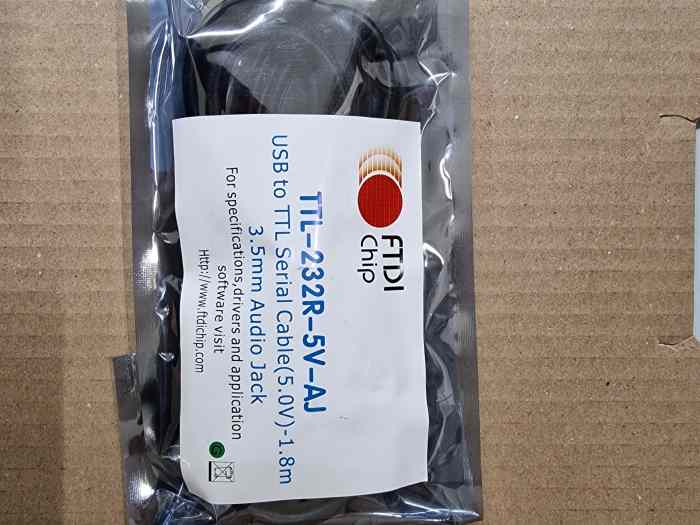 FTDI
Chip
TTL-232R-5V-AJ
USB to TTL Serial Cable(5.0V)-1.8m
3.5mm Audio Jack
For specifications,drivers and application
software visit
Http://www.ftdichip.com
G